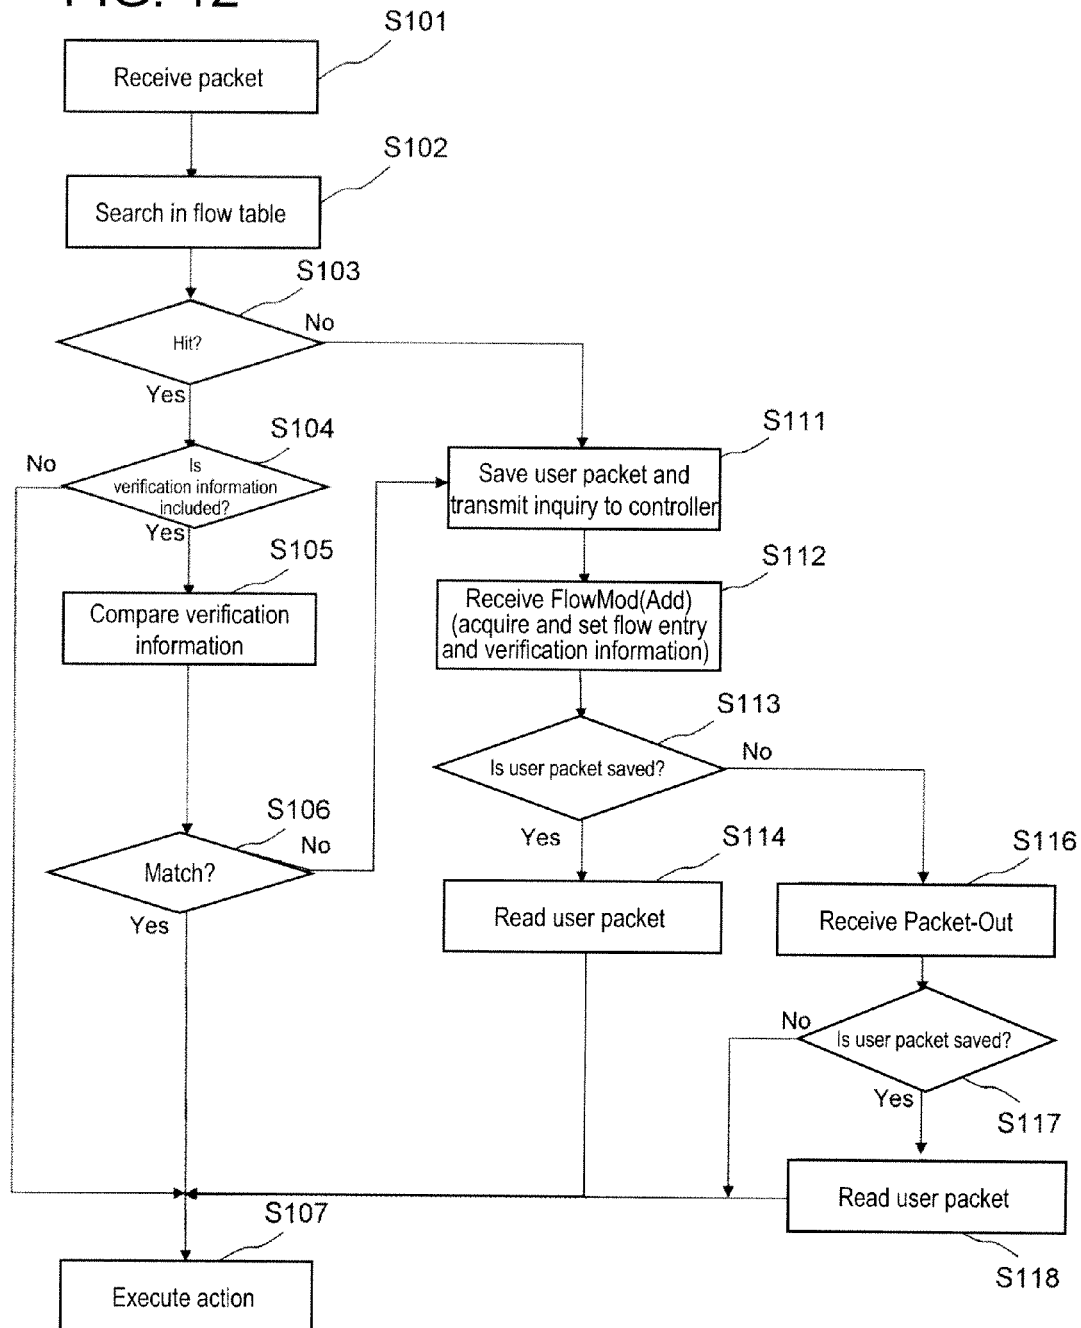 FIG. 12
S101
Receive packet
S102
Search in flow table
S103
Hit?
No
Yes
S104
No
Is
verification information
included?
Yes
S111
Save user packet and
transmit inquiry to controller
S105
Compare verification
information
S112
Receive FlowMod(Add)
(acquire and set flow entry
and verification information)
S113
Is user packet saved?
No
Yes
S106
Match?
No
Yes
S114
Read user packet
S116
Receive Packet-Out
No
Is user packet saved?
Yes
S117
Read user packet
S118
S107
Execute action